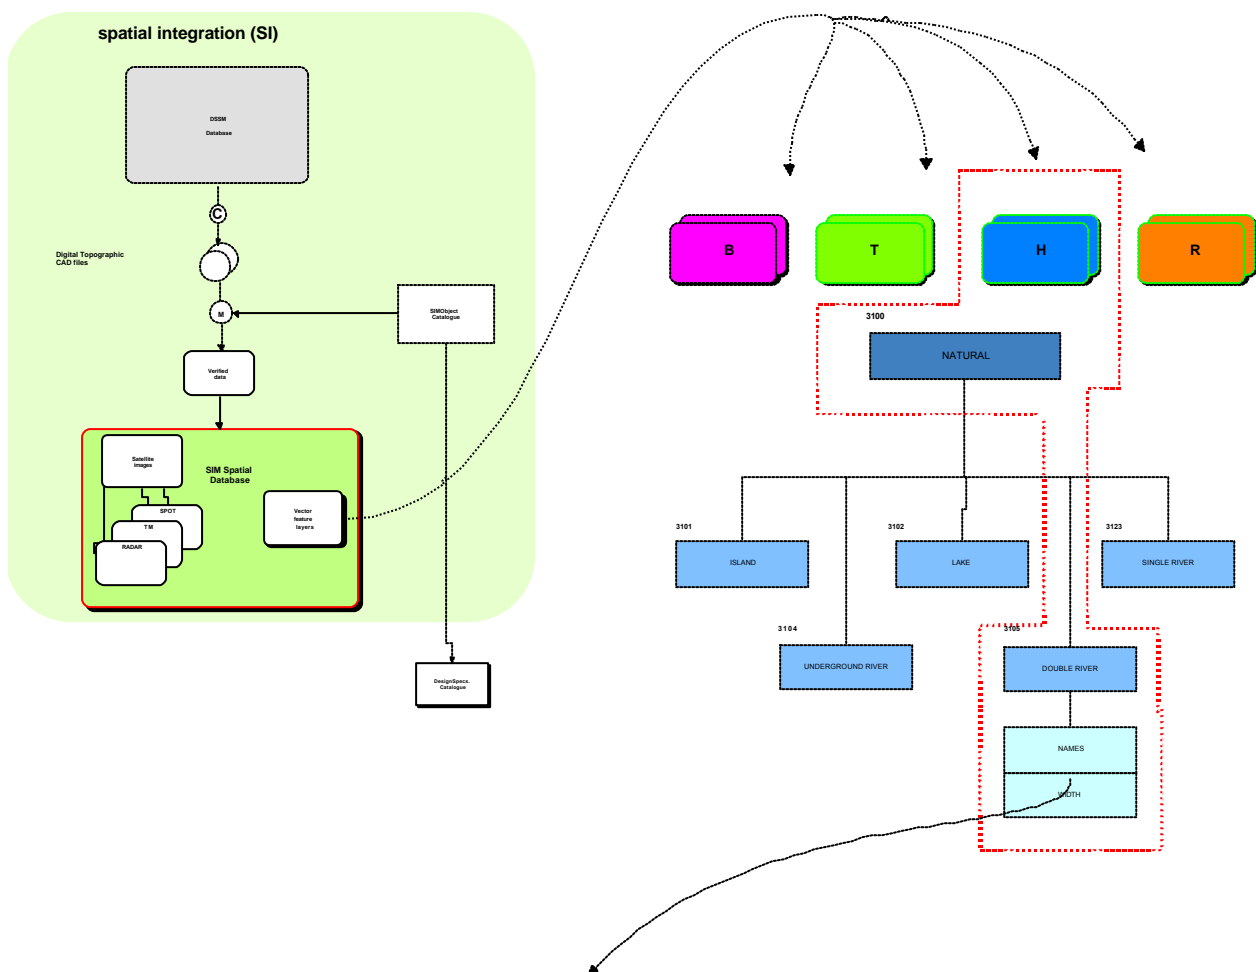 spatial integration (SI)
DSSM
Database
C
Digital Topographic
CAD files
M
SIMObject
Catalogue
Verified
data
Satellite
images
SIM Spatial
Database
SPOT
TM
RADAR
Vector
feature
layers
DesignSpecs.
Catalogue
B
T
H
R
3100
NATURAL
3101
ISLAND
3102
LAKE
3123
SINGLE RIVER
3104
UNDERGROUND RIVER
3105
DOUBLE RIVER
NAMES
WIDTH